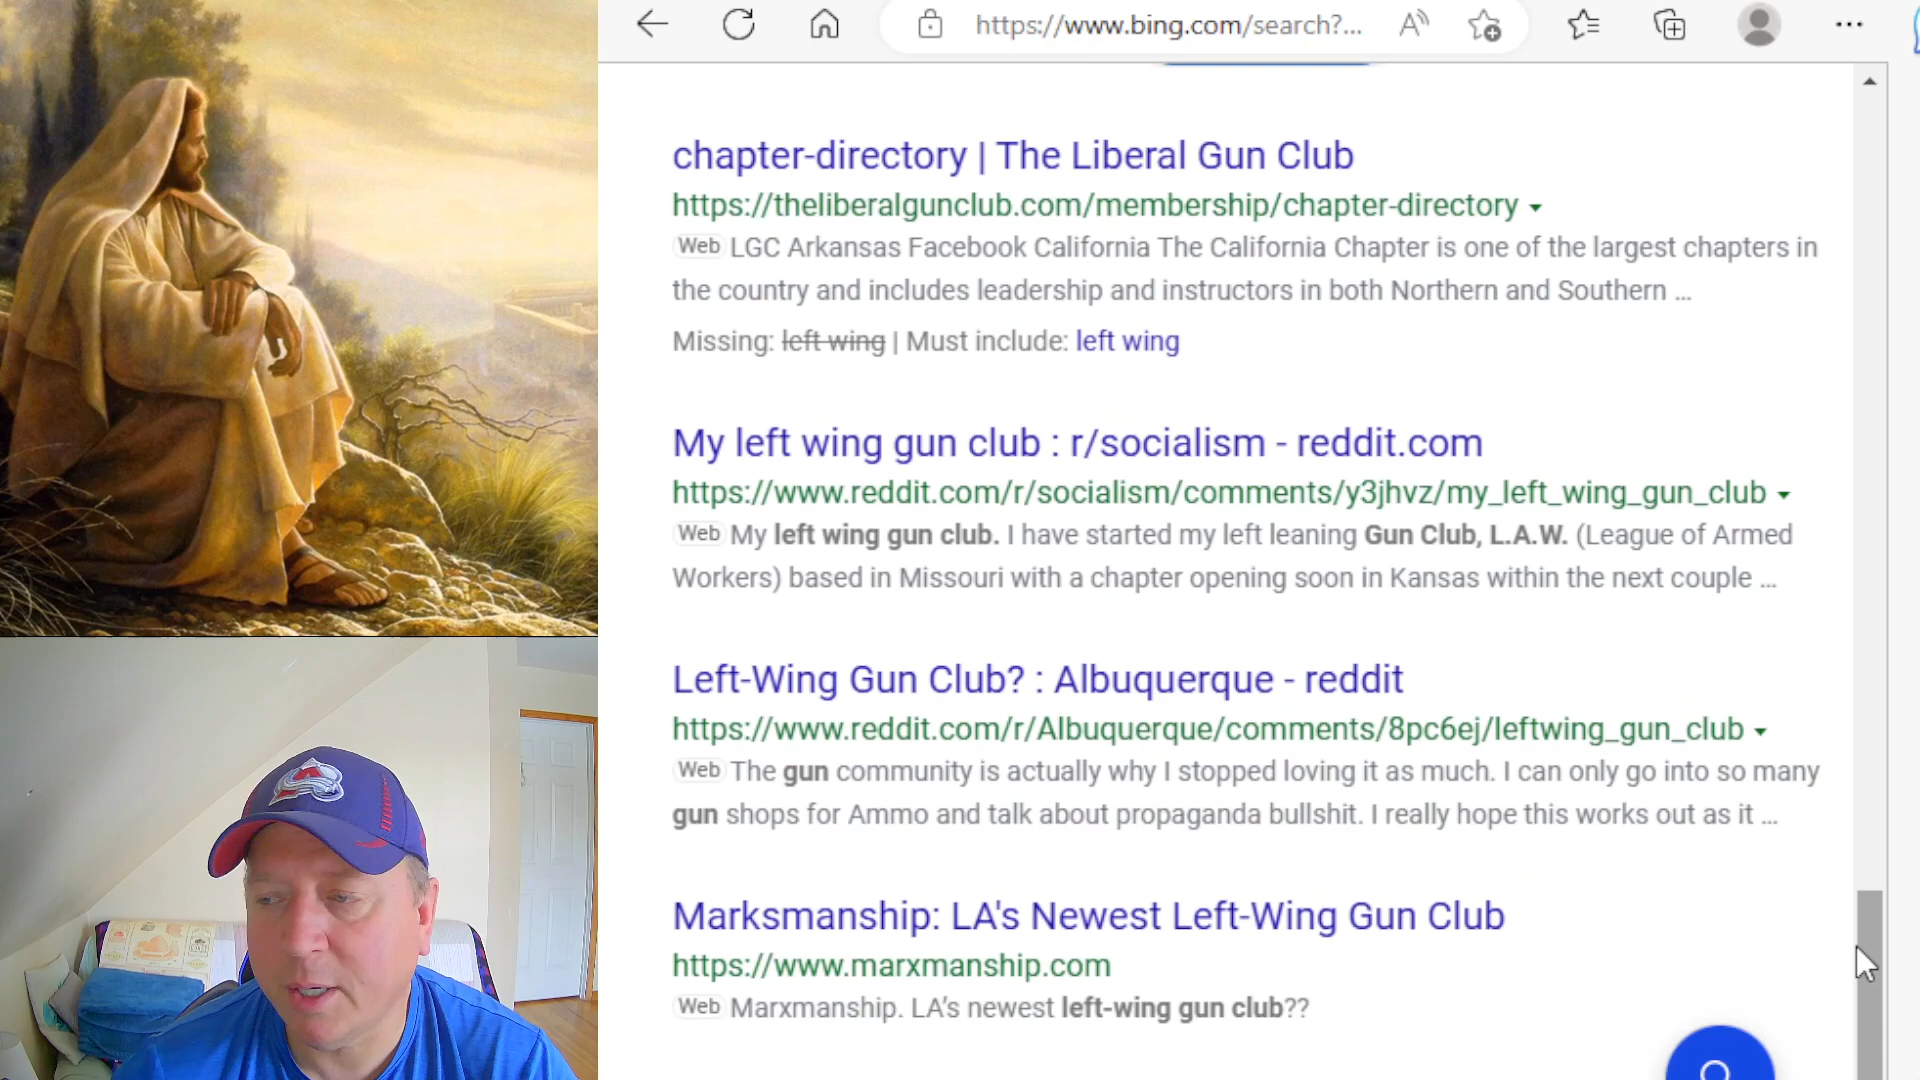 https://www.bing.com/search?...
chapter-directory | The Liberal Gun Club
https://theliberalgunclub.com/membership/chapter-directory
Web LGC Arkansas Facebook California The California Chapter is one of the largest chapters in
the country and includes leadership and instructors in both Northern and Southern ...
Missing: left wing | Must include: left wing
My left wing gun club : r/socialism - reddit.com
https://www.reddit.com/r/socialism/comments/y3jhvz/my_left_wing_gun_club
Web My left wing gun club. I have started my left leaning Gun Club, L.A.W. (League of Armed
Workers) based in Missouri with a chapter opening soon in Kansas within the next couple ...
Left-Wing Gun Club? : Albuquerque - reddit
https://www.reddit.com/r/Albuquerque/comments/8pc6ej/leftwing_gun_club
Web The gun community is actually why I stopped loving it as much. I can only go into so many
gun shops for Ammo and talk about propaganda bullshit. I really hope this works out as it ...
Marksmanship: LA's Newest Left-Wing Gun Club
https://www.marxmanship.com
Web Marxmanship. LA's newest left-wing gun club??